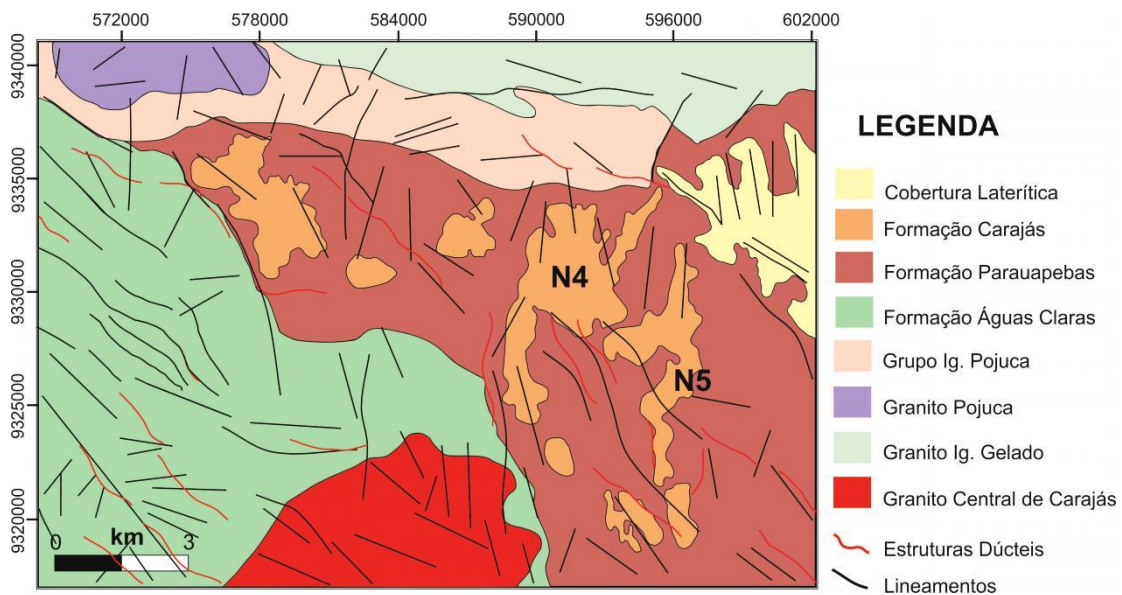 572000 578000 584000 590000 596000 602000
9340000
9335000
9330000
9325000
9320000
N4
N5
km
0 3
LEGENDA
Cobertura Laterítica
Formação Carajás
Formação Parauapebas
Formação Águas Claras
Grupo Ig. Pojuca
Granito Pojuca
Granito Ig. Gelado
Granito Central de Carajás
Estruturas Dúcteis
Lineamentos